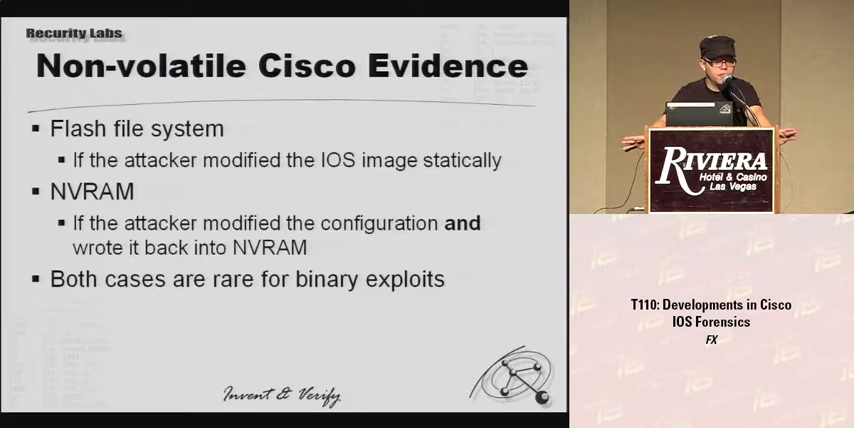 Recurity Labs
Non-volatile Cisco Evidence
Flash file system
If the attacker modified the IOS image statically
NVRAM
If the attacker modified the configuration and
wrote it back into NVRAM
Both cases are rare for binary exploits
Invent & Verify
RIVIERA
Hotel & Casino
Las Vegas
T110: Developments in Cisco
IOS Forensics
FX